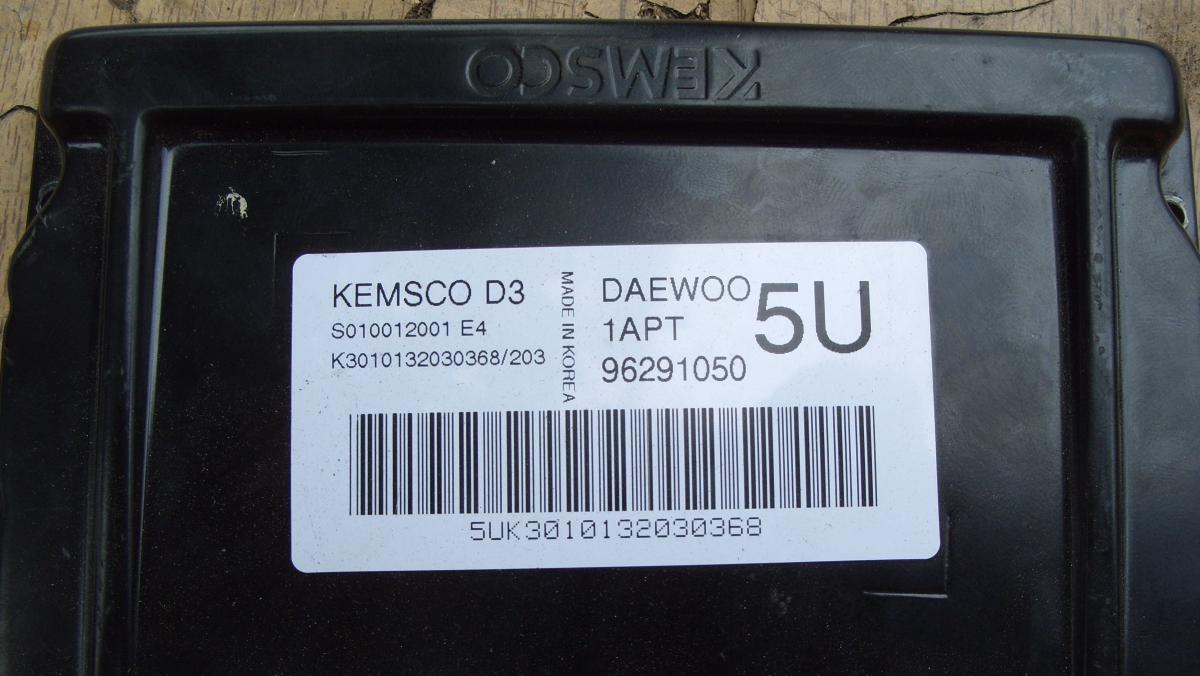 KEMSCO
KEMSCO D3
S010012001 E4
K3010132030368/203
MADE IN KOREA
DAEWOO
1APT
96291050
5U
5UK3010132030368